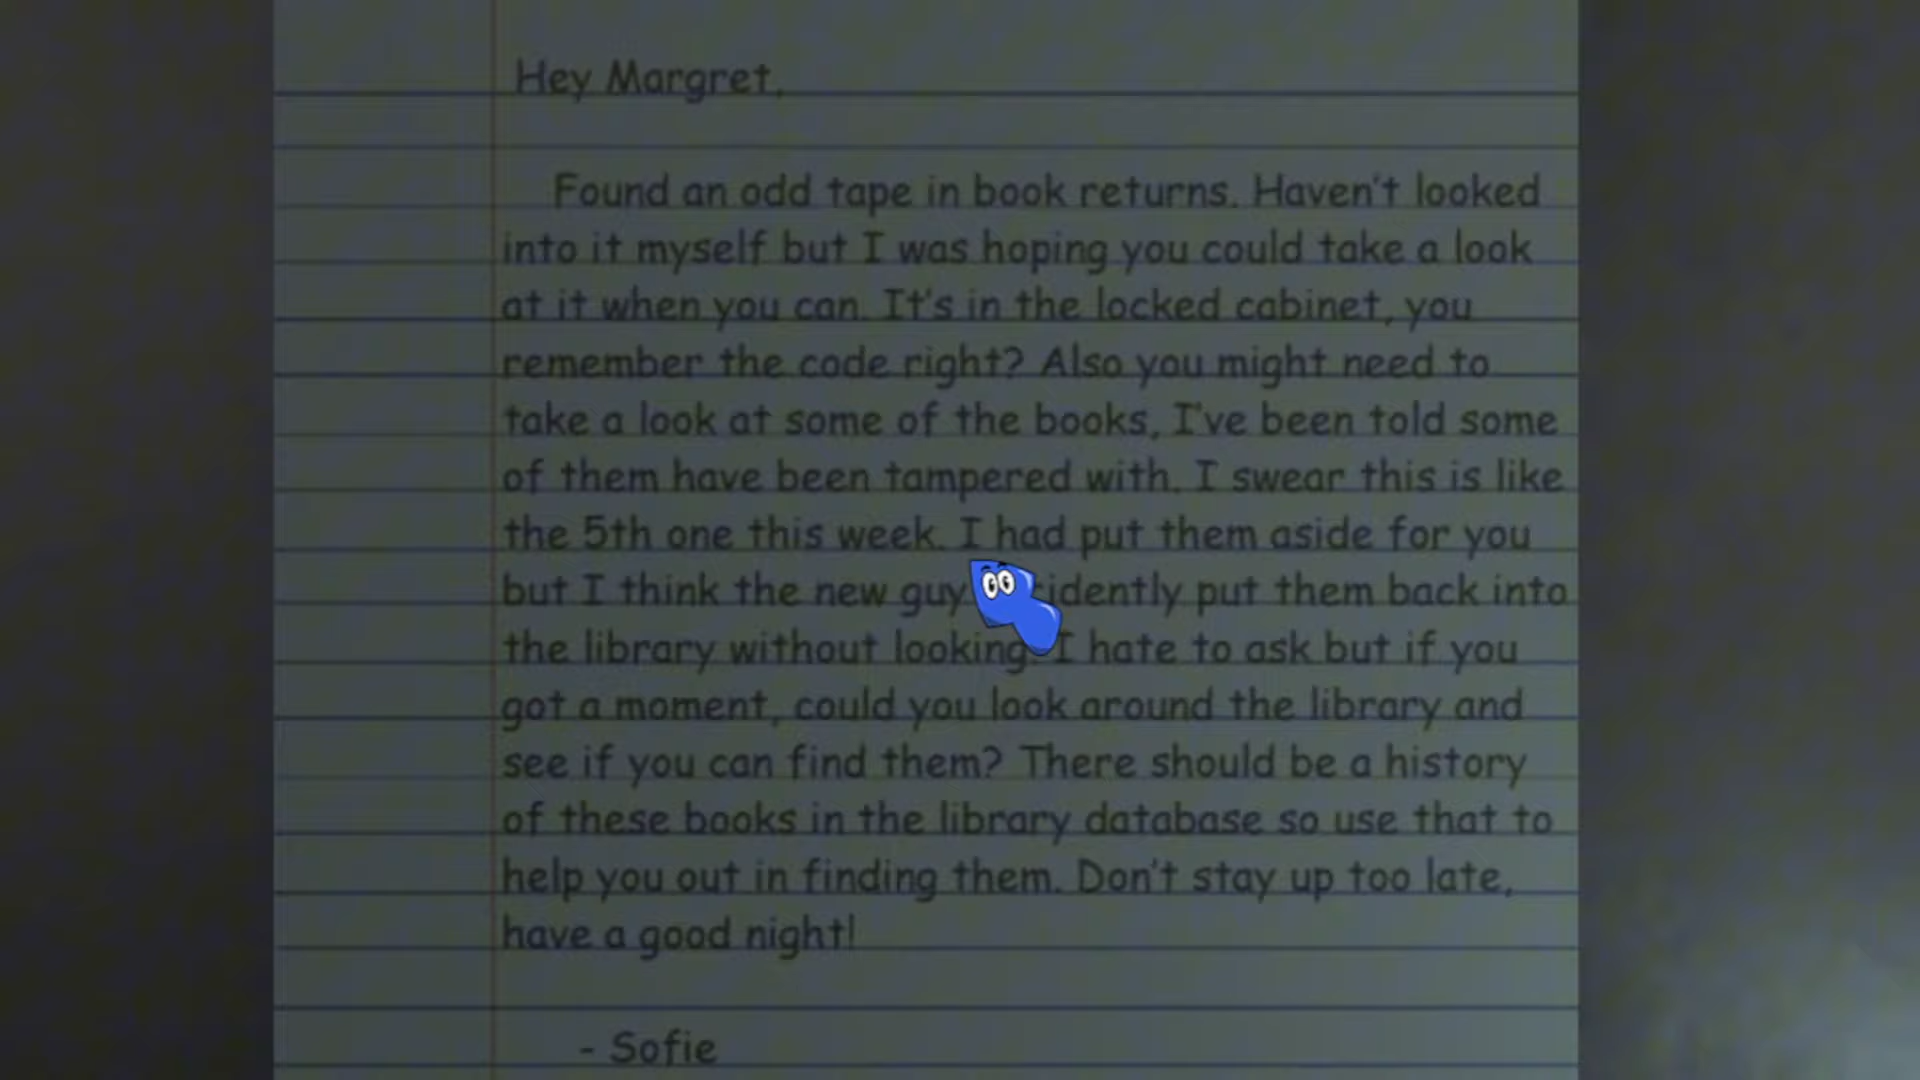 Hey Margret,
Found an odd tape in book returns. Haven't looked
into it myself but I was hoping you could take a look
at it when you can. It's in the locked cabinet, you
remember the code right? Also you might need to
take a look at some of the books, I've been told some
of them have been tampered with. I swear this is like
the 5th one this week. I had put them aside for you
but I think the new guy put them back into
the library without looking. I hate to ask but if you
got a moment, could you look around the library and
see if you can find them? There should be a history
of these books in the library database so use that to
help you out in finding them. Don't stay up too late,
have a good night!
- Sofie